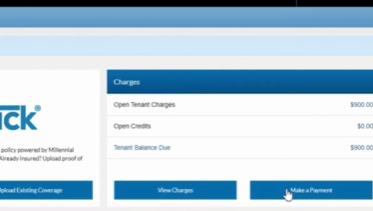 Charges
CK®
Open Tenant Charges $900.00
policy powered by Millennial
Open Credits $0.00
Already Insured? Upload proof of
Tenant Balance Due $900.00
Upload Existing Coverage
View Charges
Make a Payment